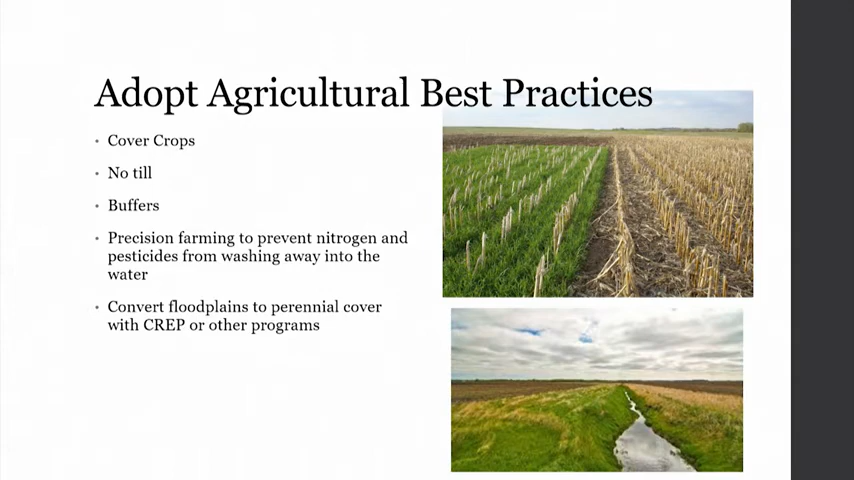 Adopt Agricultural Best Practices
• Cover Crops
• No till
• Buffers
• Precision farming to prevent nitrogen and
pesticides from washing away into the
water
• Convert floodplains to perennial cover
with CREP or other programs